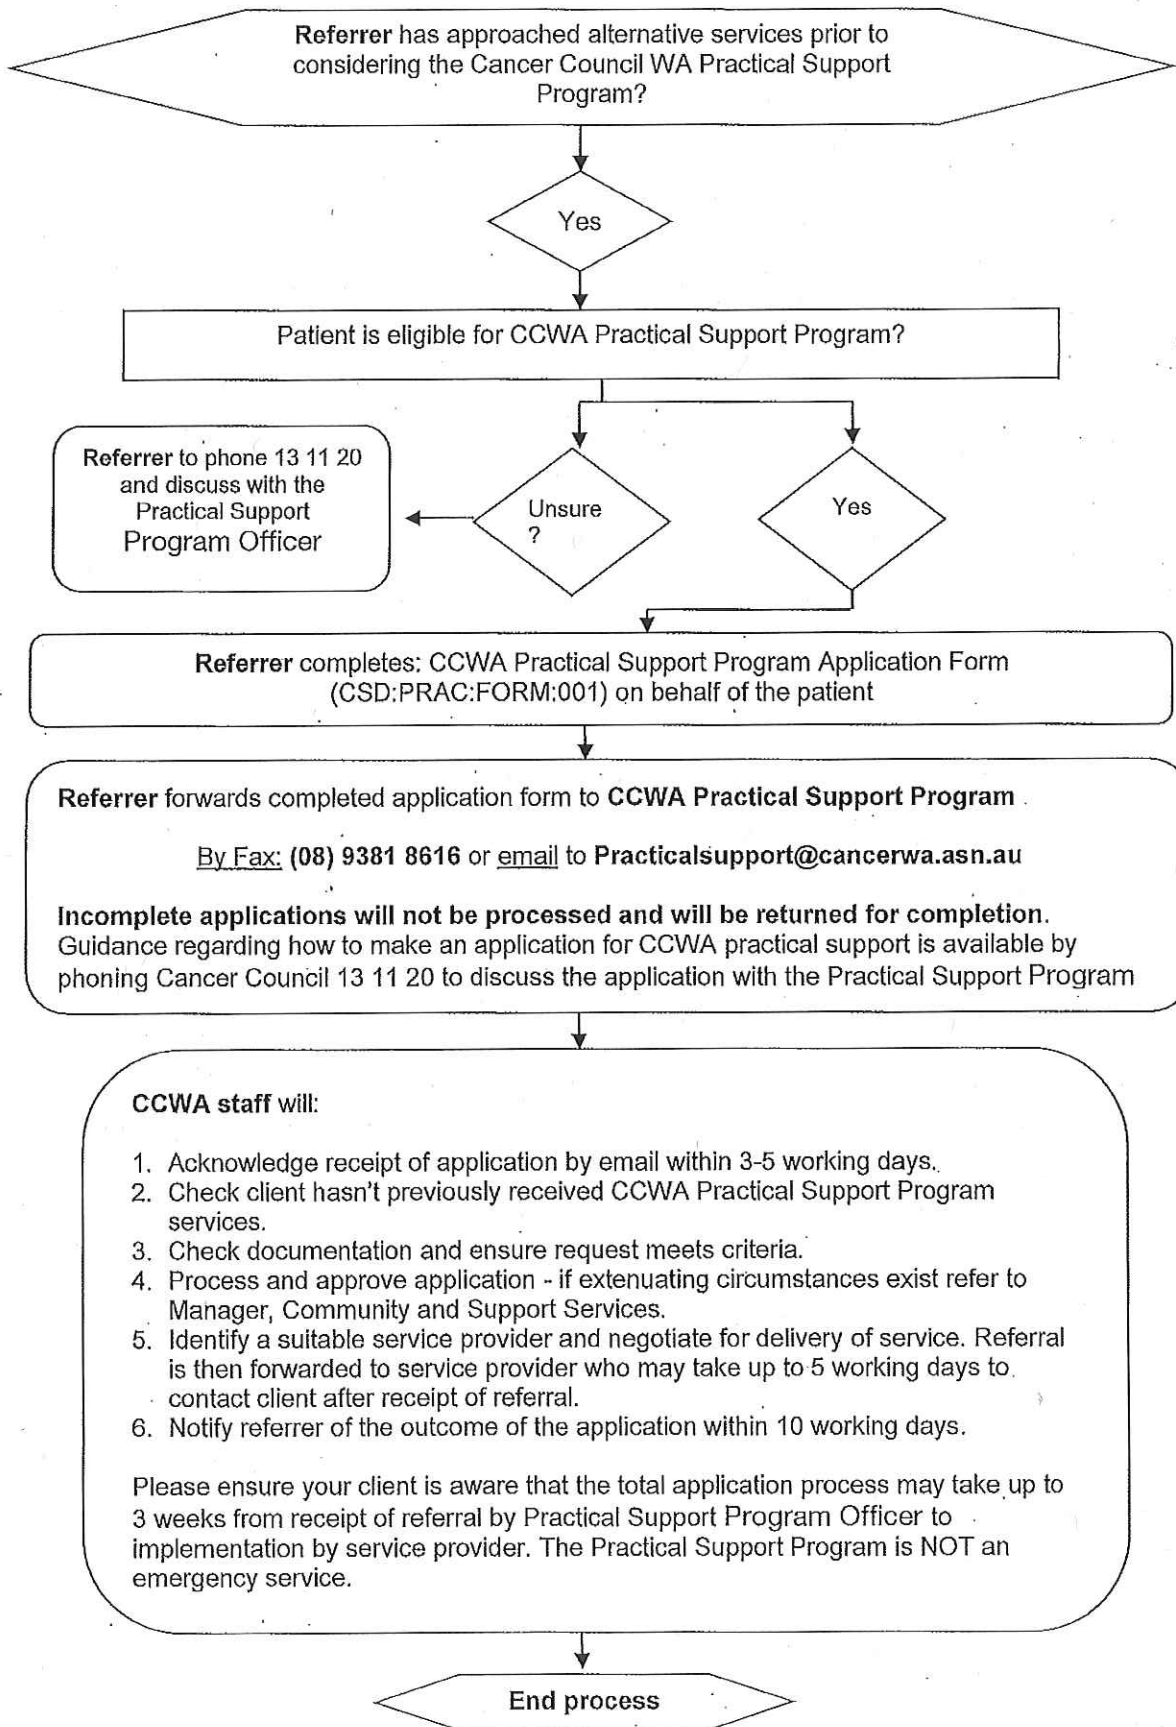 Referrer has approached alternative services prior to
considering the Cancer Council WA Practical Support
Program?
Yes
Patient is eligible for CCWA Practical Support Program?
Referrer to phone 13 11 20
and discuss with the
Practical Support
Program Officer
Unsure
?
Yes
Referrer completes: CCWA Practical Support Program Application Form
(CSD:PRAC:FORM:001) on behalf of the patient
Referrer forwards completed application form to CCWA Practical Support Program
By Fax: (08) 9381 8616 or email to Practicalsupport@cancerwa.asn.au
Incomplete applications will not be processed and will be returned for completion.
Guidance regarding how to make an application for CCWA practical support is available by
phoning Cancer Council 13 11 20 to discuss the application with the Practical Support Program
CCWA staff will:
1. Acknowledge receipt of application by email within 3-5 working days.
2. Check client hasn't previously received CCWA Practical Support Program
services.
3. Check documentation and ensure request meets criteria.
4. Process and approve application - if extenuating circumstances exist refer to
Manager, Community and Support Services.
5. Identify a suitable service provider and negotiate for delivery of service. Referral
is then forwarded to service provider who may take up to 5 working days to
contact client after receipt of referral.
6. Notify referrer of the outcome of the application within 10 working days.
Please ensure your client is aware that the total application process may take up to
3 weeks from receipt of referral by Practical Support Program Officer to
implementation by service provider. The Practical Support Program is NOT an
emergency service.
End process